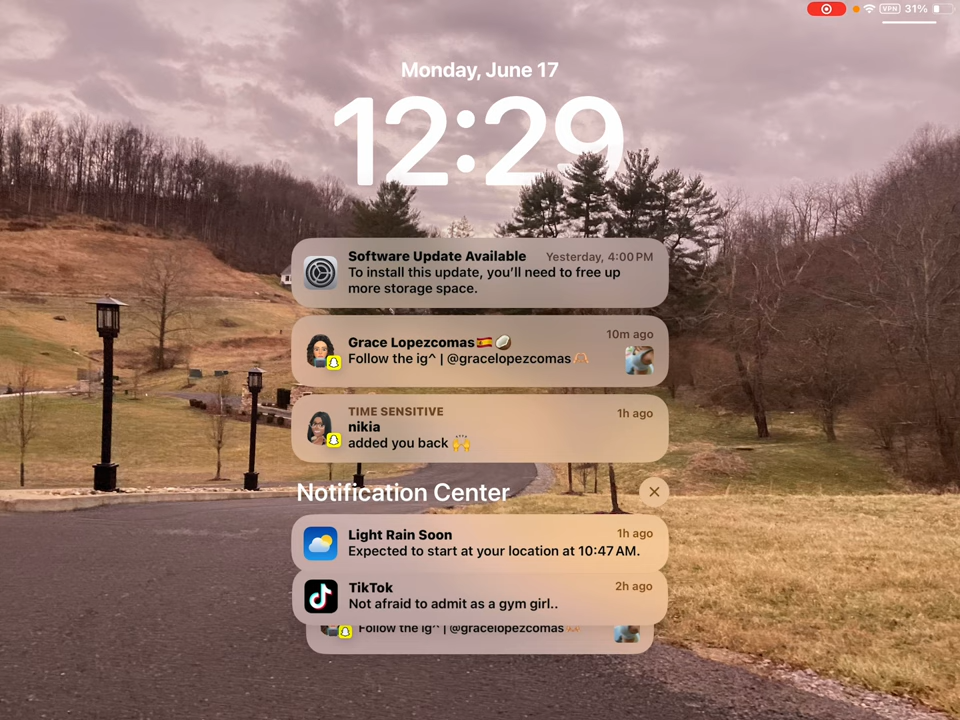 VPN 31%
Monday, June 17
12:29
Software Update Available Yesterday, 4:00 PM
To install this update, you'll need to free up
more storage space.
10m ago
Grace Lopezcomas🇪🇸🥥
Follow the ig^ | @gracelopezcomas🫶🏼
TIME SENSITIVE 1h ago
nikia
added you back 🙌
Notification Center
Light Rain Soon 1h ago
Expected to start at your location at 10:47 AM.
TikTok 2h ago
Not afraid to admit as a gym girl..
Follow the ig^ | @gracelopezcomas🫶🏼